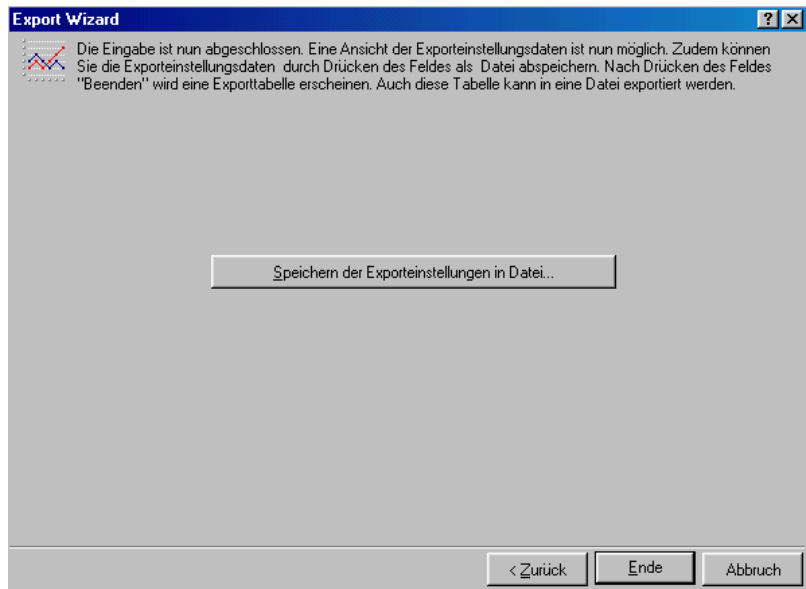 Export Wizard
Die Eingabe ist nun abgeschlossen. Eine Ansicht der Exporteinstellungsdaten ist nun möglich. Zudem können
Sie die Exporteinstellungsdaten durch Drücken des Feldes als Datei abspeichern. Nach Drücken des Feldes
"Beenden" wird eine Exporttabelle erscheinen. Auch diese Tabelle kann in eine Datei exportiert werden.
Speichern der Exporteinstellungen in Datei...
< Zurück
Ende
Abbruch